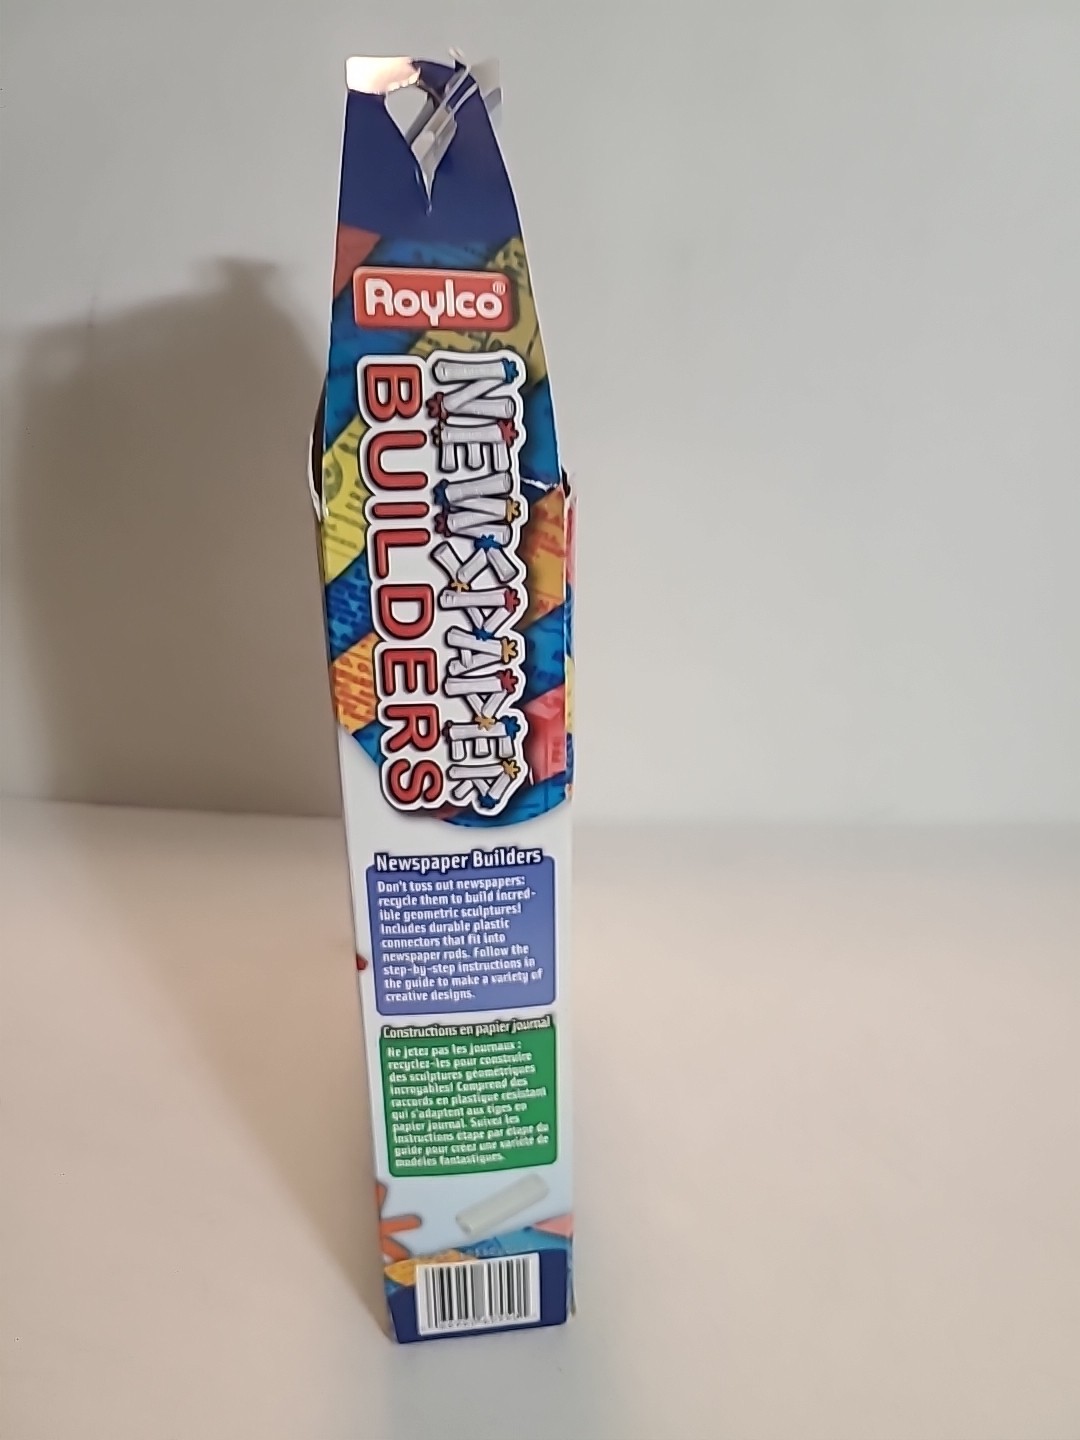 Roylco®
NEWSPAPER
BUILDERS
Newspaper Builders
Don't toss out newspapers:
recycle them to build incred-
ible geometric sculptures!
Includes durable plastic
connectors that fit into
newspaper rods. Follow the
step-by-step instructions in
the guide to make a variety of
creative designs.
Constructions en papier journal
Ne jetez pas les journaux :
recyclez-les pour construire
des sculptures géométriques
incroyables! Comprend des
raccords en plastique résistant
qui s'adaptent aux tiges en
papier journal. Suivez les
instructions étape par étape du
guide pour créer une variété de
modèles fantastiques.